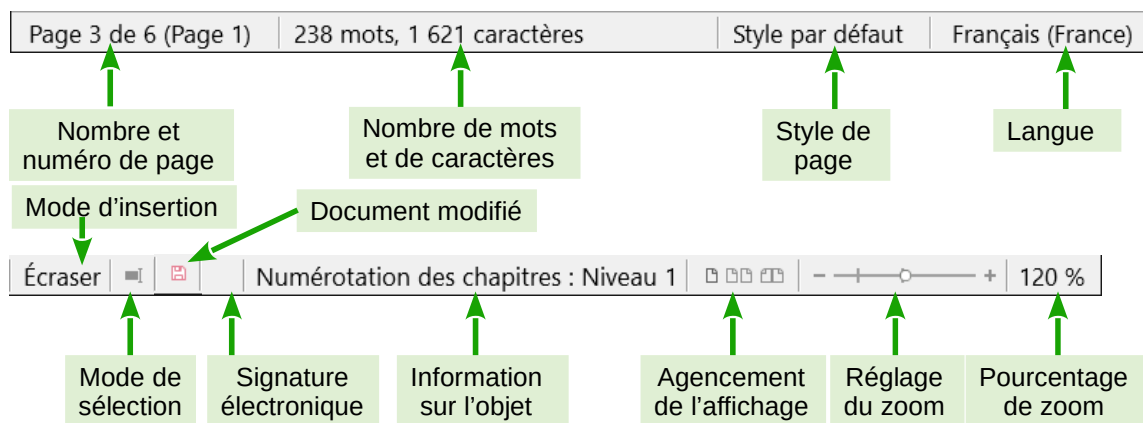 Page 3 de 6 (Page 1) 238 mots, 1 621 caractères Style par défaut Français (France)
Nombre et
numéro de page
Nombre de mots
et de caractères
Style de
page
Langue
Mode d’insertion
Document modifié
Écraser Numérotation des chapitres : Niveau 1 120 %
Mode de
sélection
Signature
électronique
Information
sur l’objet
Agencement
de l’affichage
Réglage
du zoom
Pourcentage
de zoom